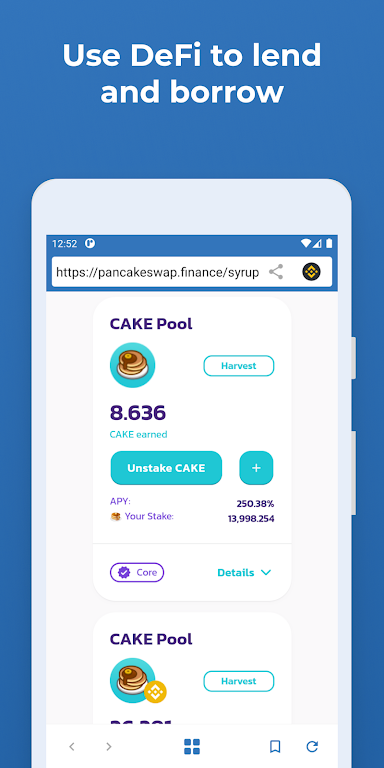 Use DeFi to lend
and borrow
12:52
https://pancakeswap.finance/syrup
CAKE Pool
Harvest
8.636
CAKE earned
Unstake CAKE +
APY: 250.38%
Your Stake: 13,998.254
Core Details
CAKE Pool
Harvest